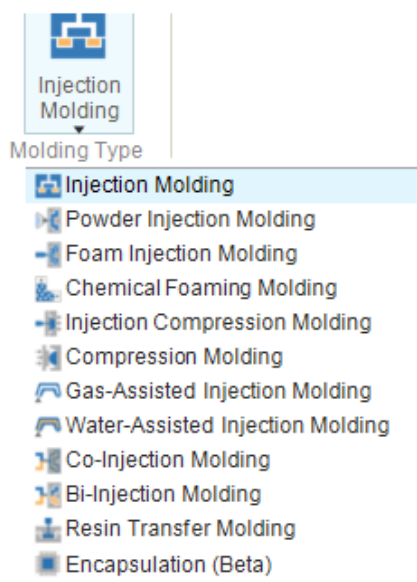 Injection
Molding
Molding Type
Injection Molding
Powder Injection Molding
Foam Injection Molding
Chemical Foaming Molding
Injection Compression Molding
Compression Molding
Gas-Assisted Injection Molding
Water-Assisted Injection Molding
Co-Injection Molding
Bi-Injection Molding
Resin Transfer Molding
Encapsulation (Beta)